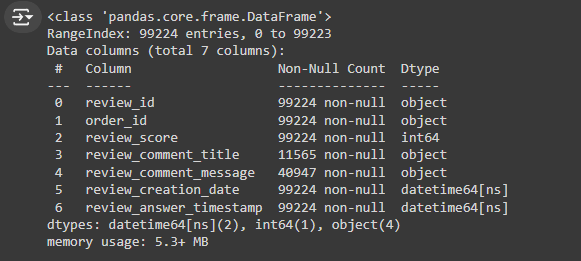 <class 'pandas.core.frame.DataFrame'>
RangeIndex: 99224 entries, 0 to 99223
Data columns (total 7 columns):
 #   Column                   Non-Null Count  Dtype
---  ------                   --------------  -----
 0   review_id                99224 non-null  object
 1   order_id                 99224 non-null  object
 2   review_score             99224 non-null  int64
 3   review_comment_title     11565 non-null  object
 4   review_comment_message   40947 non-null  object
 5   review_creation_date     99224 non-null  datetime64[ns]
 6   review_answer_timestamp  99224 non-null  datetime64[ns]
dtypes: datetime64[ns](2), int64(1), object(4)
memory usage: 5.3+ MB